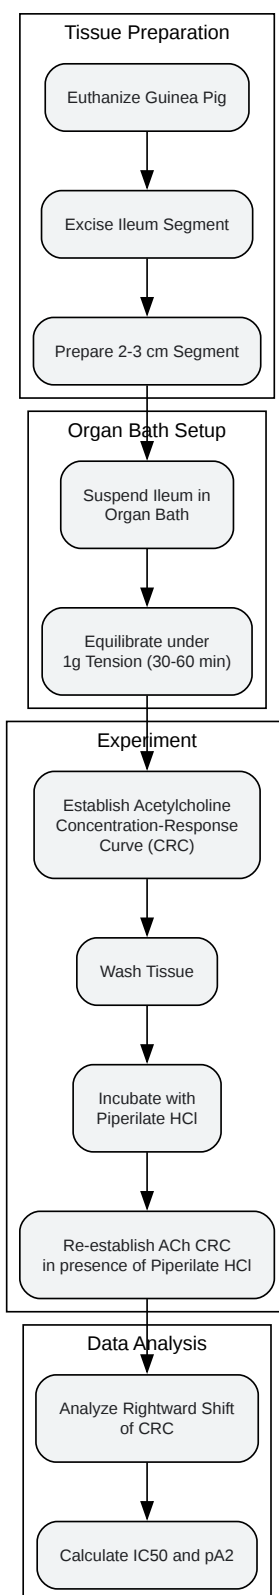 Tissue Preparation
Euthanize Guinea Pig
Excise Ileum Segment
Prepare 2-3 cm Segment
Organ Bath Setup
Suspend Ileum in
Organ Bath
Equilibrate under
1g Tension (30-60 min)
Experiment
Establish Acetylcholine
Concentration-Response
Curve (CRC)
Wash Tissue
Incubate with
Piperilate HCl
Re-establish ACh CRC
in presence of Piperilate HCl
Data Analysis
Analyze Rightward Shift
of CRC
Calculate IC50 and pA2